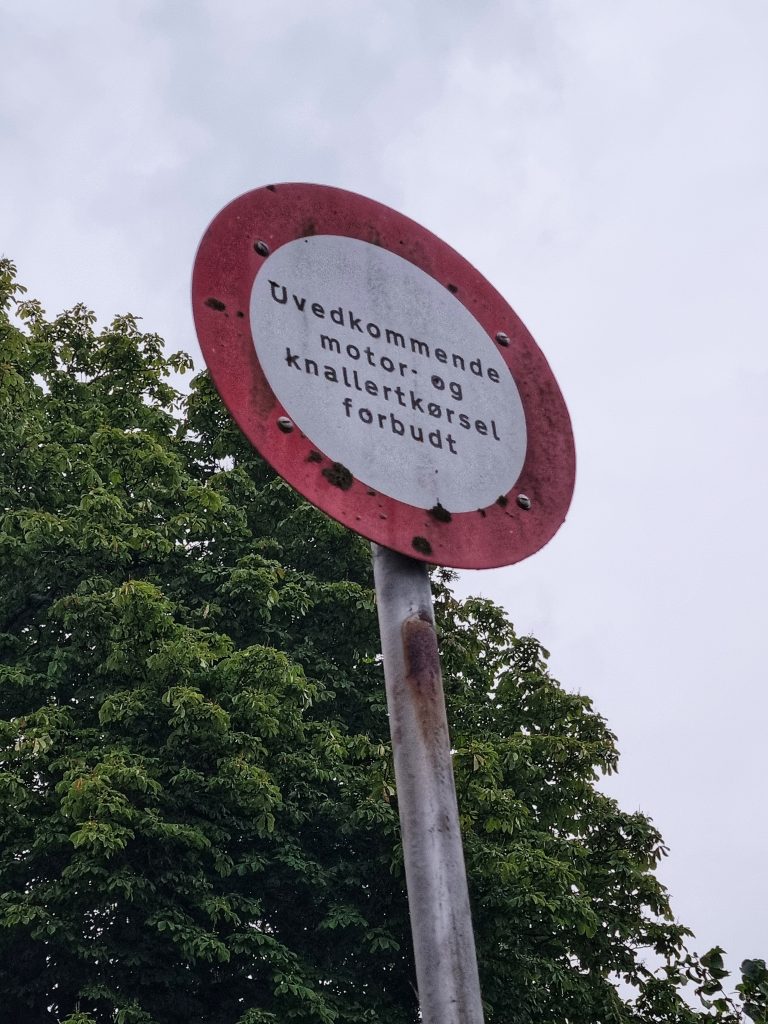 Uvedkommende
motor- og
knallertkørsel
forbudt